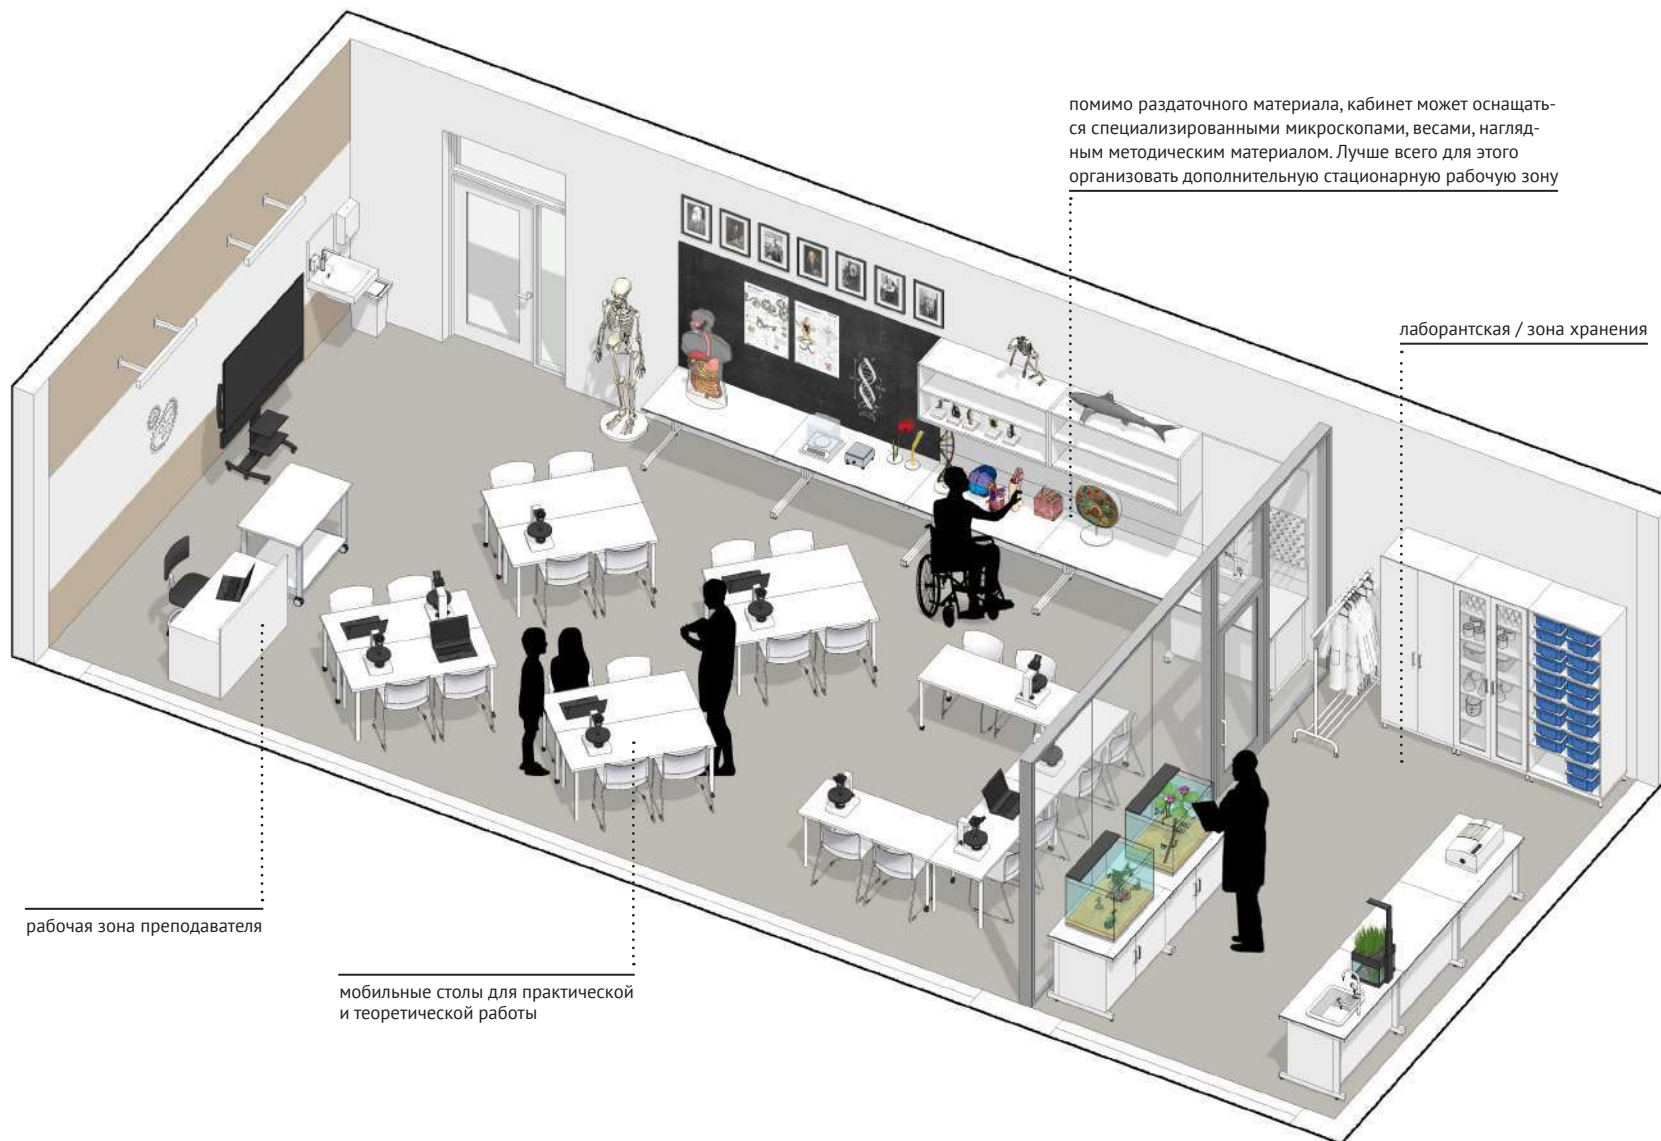 помимо раздаточного материала, кабинет может оснащать-
ся специализированными микроскопами, весами, нагляд-
ным методическим материалом. Лучше всего для этого
организовать дополнительную стационарную рабочую зону
лаборантская / зона хранения
рабочая зона преподавателя
мобильные столы для практической
и теоретической работы